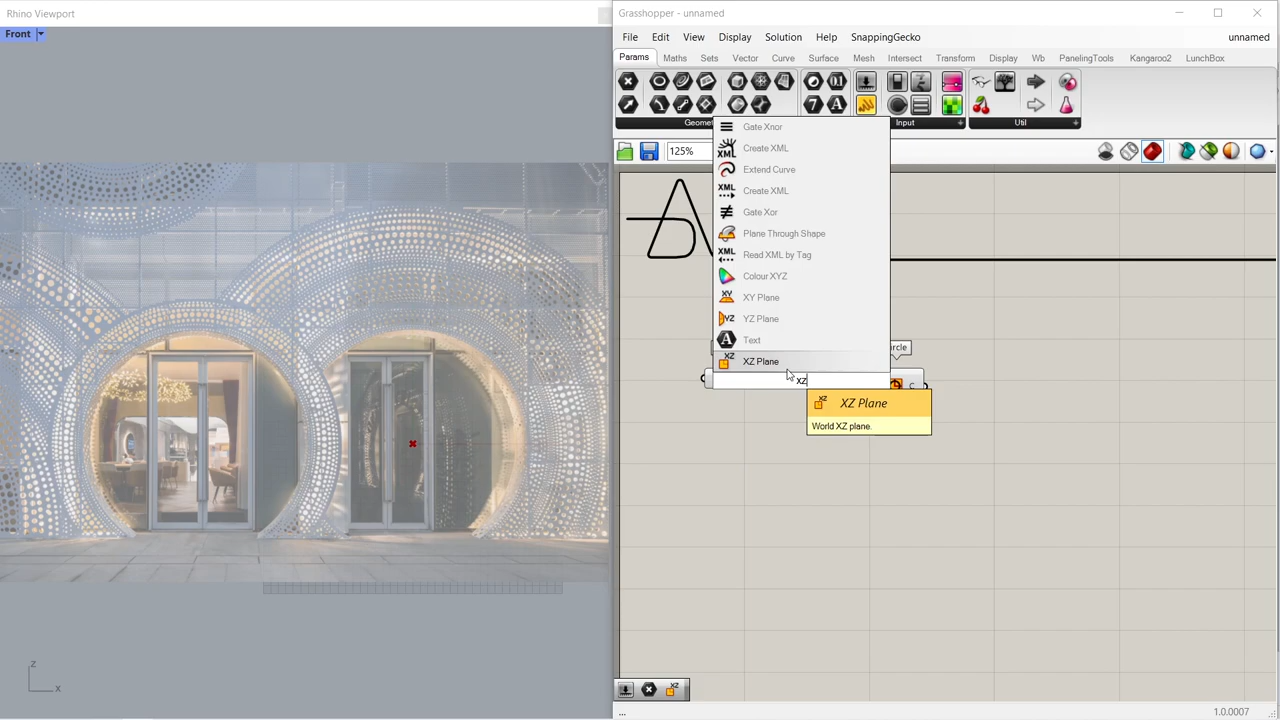 Rhino Viewport
Grasshopper - unnamed
Front
File Edit View Display Solution Help SnappingGecko unnamed
Params Maths Sets Vector Curve Surface Mesh Intersect Transform Display Wb PanelingTools Kangaroo2 LunchBox
Input Util
125%
Gate Xnor
Create XML
Extend Curve
Create XML
Gate Xor
Plane Through Shape
Read XML by Tag
Colour XYZ
XY Plane
YZ Plane
Text
XZ Plane
xz
C
XZ Plane
World XZ plane.
z
x
...
1.0.0007